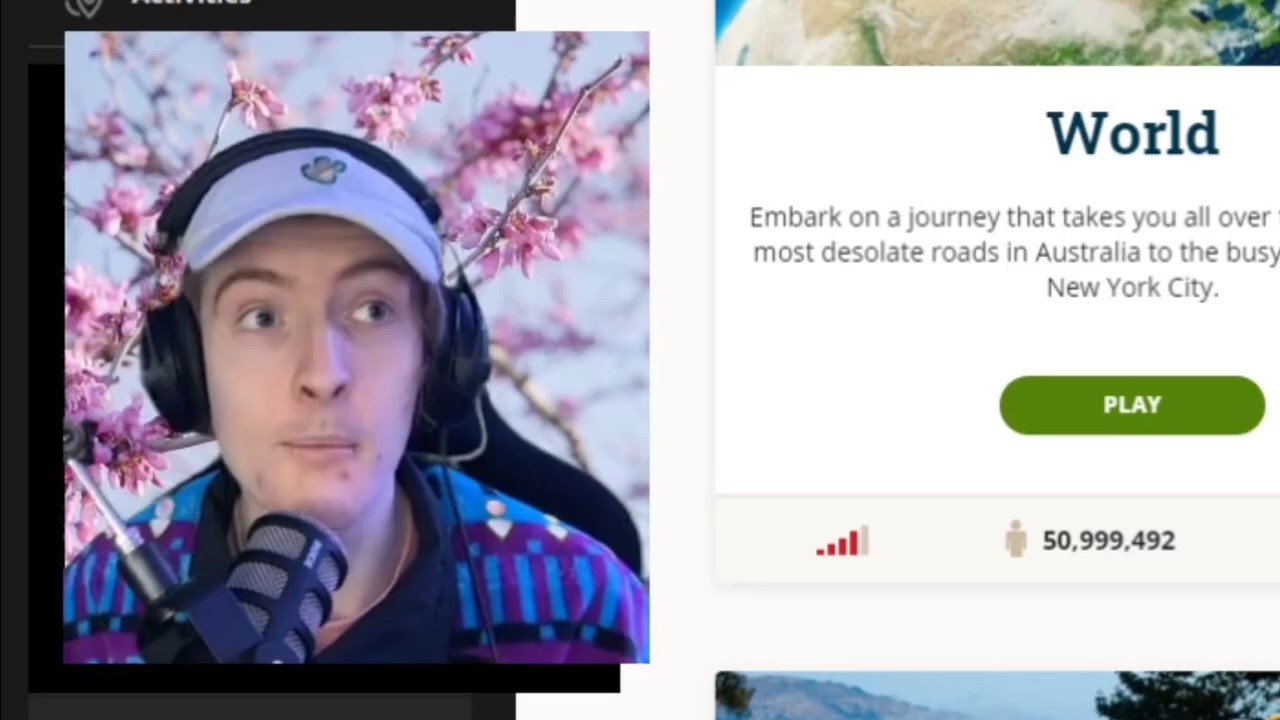 Activities
World
Embark on a journey that takes you all over
most desolate roads in Australia to the busy
New York City.
PLAY
50,999,492